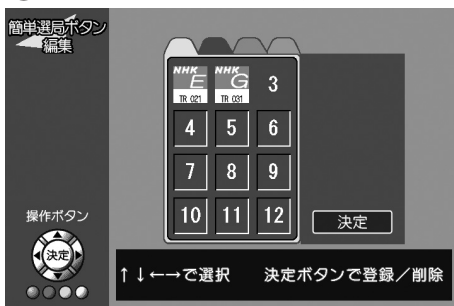 簡単選局ボタン
編集
NHK E TR 021
NHK G TR 031
3
4 5 6
7 8 9
10 11 12
決定
操作ボタン
決定
↑↓←→で選択 決定ボタンで登録／削除